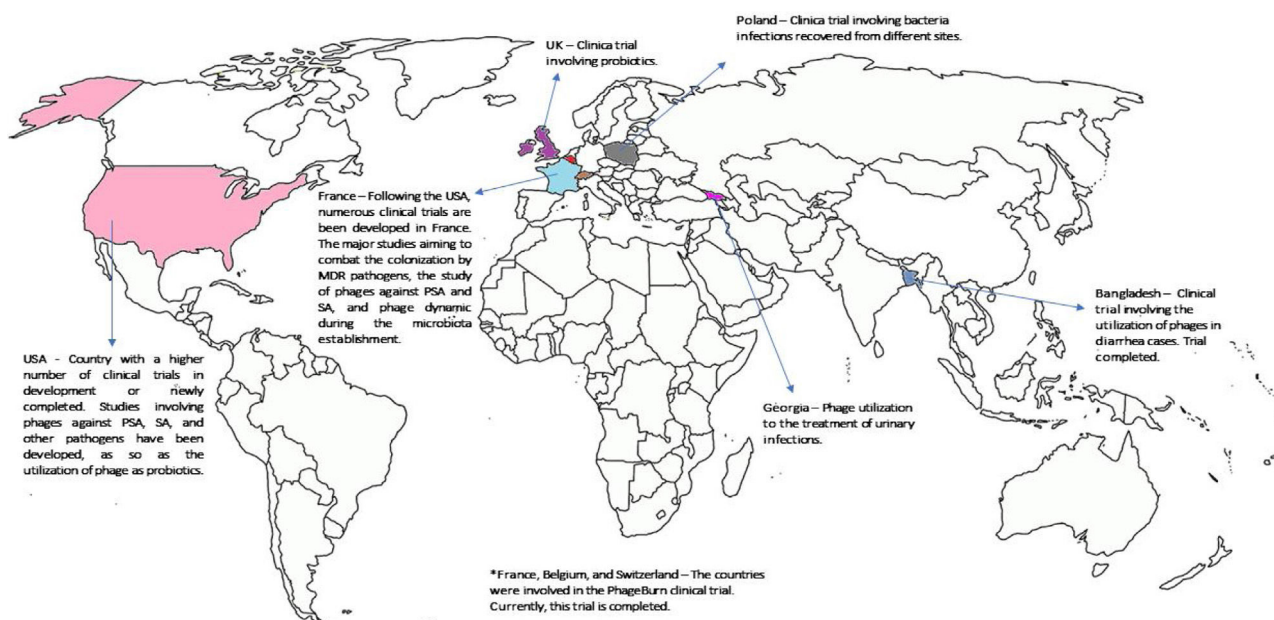 Poland – Clinica trial involving bacteria
infections recovered from different sites.
UK – Clinica trial
involving probiotics.
France – Following the USA,
numerous clinical trials are
been developed in France.
The major studies aiming to
combat the colonization by
MDR pathogens, the study
of phages against PSA and
SA, and phage dynamic
during the microbiota
establishment.
Bangladesh – Clinical
trial involving the
utilization of phages in
diarrhea cases. Trial
completed.
USA - Country with a higher
number of clinical trials in
development or newly
completed. Studies involving
phages against PSA, SA, and
other pathogens have been
developed, as so as the
utilization of phage as probiotics.
Georgia – Phage utilization
to the treatment of urinary
infections.
*France, Belgium, and Switzerland – The countries
were involved in the PhageBurn clinical trial.
Currently, this trial is completed.